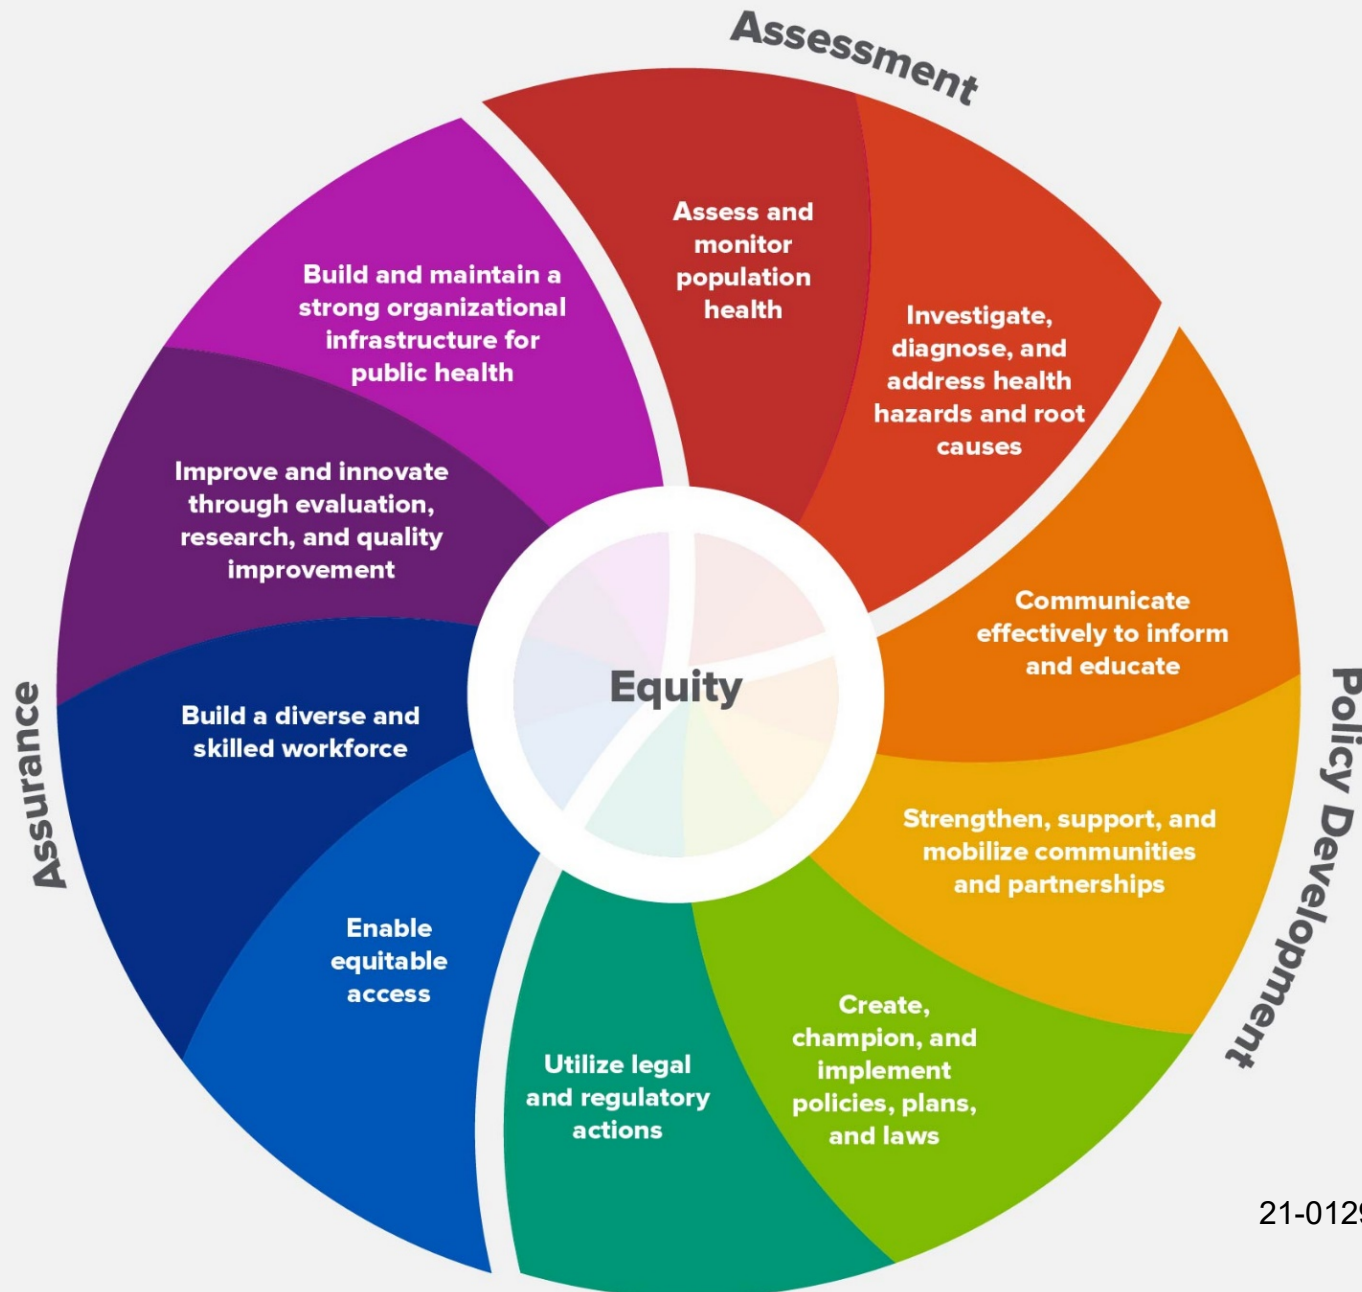 Assessment
Assess and
monitor
population
health
Investigate,
diagnose, and
address health
hazards and root
causes
Communicate
effectively to inform
and educate
Strengthen, support, and
mobilize communities
and partnerships
Policy Development
Create,
champion, and
implement
policies, plans,
and laws
Utilize legal
and regulatory
actions
Enable
equitable
access
Build a diverse and
skilled workforce
Assurance
Improve and innovate
through evaluation,
research, and quality
improvement
Build and maintain a
strong organizational
infrastructure for
public health
Equity
21-0129